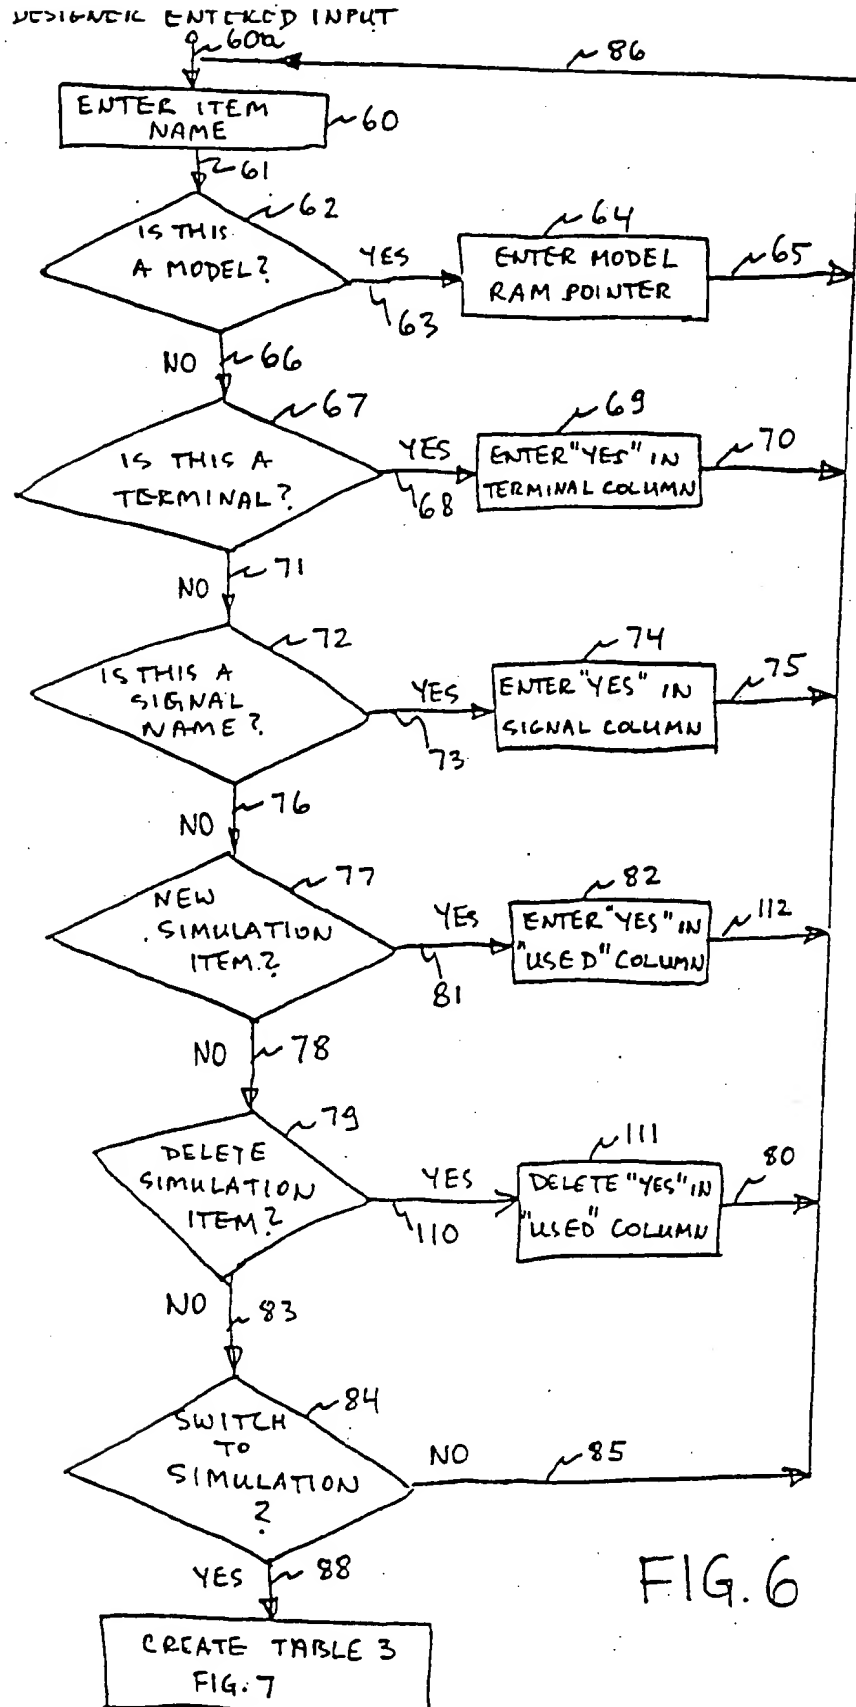 DESIGNER ENTERED INPUT
60a
86
ENTER ITEM
NAME
60
61
62
64
IS THIS
A MODEL?
YES
ENTER MODEL
RAM POINTER
65
63
NO
66
67
69
IS THIS A
TERMINAL?
YES
ENTER "YES" IN
TERMINAL COLUMN
70
68
NO
71
72
74
IS THIS A
SIGNAL
NAME?
YES
ENTER "YES" IN
SIGNAL COLUMN
75
73
NO
76
77
82
NEW
SIMULATION
ITEM?
YES
ENTER "YES" IN
"USED" COLUMN
112
81
NO
78
79
111
DELETE
SIMULATION
ITEM?
YES
DELETE "YES" IN
"USED" COLUMN
80
110
NO
83
84
SWITCH
TO
SIMULATION
?
NO
85
YES
88
FIG. 6
CREATE TABLE 3
FIG. 7